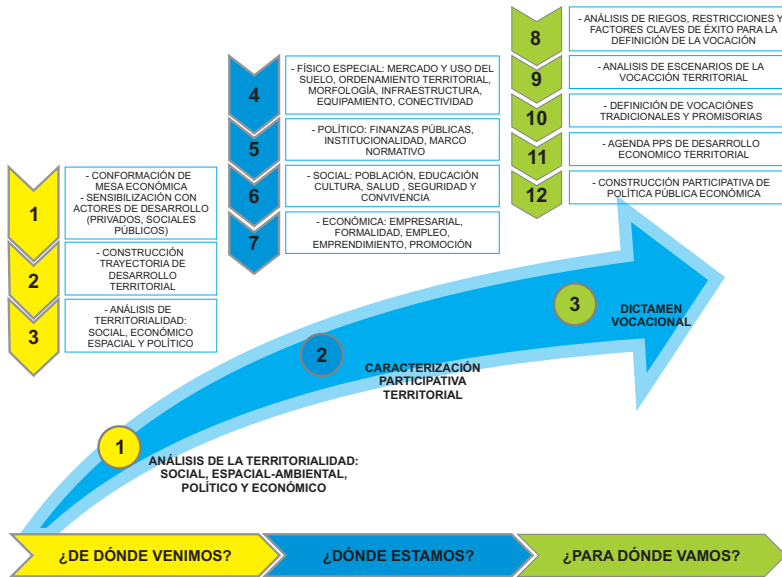 1
- CONFORMACIÓN DE
MESA ECONÓMICA
- SENSIBILIZACIÓN CON
ACTORES DE DESARROLLO
(PRIVADOS, SOCIALES
PÚBLICOS)
2
- CONSTRUCCIÓN
TRAYECTORIA DE
DESARROLLO
TERRITORIAL
3
- ANÁLISIS DE
TERRITORIALIDAD:
SOCIAL, ECONÓMICO
ESPACIAL Y POLÍTICO
4
- FÍSICO ESPECIAL: MERCADO Y USO DEL
SUELO, ORDENAMIENTO TERRITORIAL,
MORFOLOGÍA, INFRAESTRUCTURA,
EQUIPAMIENTO, CONECTIVIDAD
5
- POLÍTICO: FINANZAS PÚBLICAS,
INSTITUCIONALIDAD, MARCO
NORMATIVO
6
- SOCIAL: POBLACIÓN, EDUCACIÓN
CULTURA, SALUD , SEGURIDAD Y
CONVIVENCIA
7
- ECONÓMICA: EMPRESARIAL,
FORMALIDAD, EMPLEO,
EMPRENDIMIENTO, PROMOCIÓN
8
- ANÁLISIS DE RIEGOS, RESTRICCIONES Y
FACTORES CLAVES DE ÉXITO PARA LA
DEFINICIÓN DE LA VOCACIÓN
9
- ANALISIS DE ESCENARIOS DE LA
VOCACCIÓN TERRITORIAL
10
- DEFINICIÓN DE VOCACIÓNES
TRADICIONALES Y PROMISORIAS
11
- AGENDA PPS DE DESARROLLO
ECONOMICO TERRITORIAL
12
- CONSTRUCCIÓN PARTICIPATIVA DE
POLÍTICA PÚBLICA ECONÓMICA
1
ANÁLISIS DE LA TERRITORIALIDAD:
SOCIAL, ESPACIAL-AMBIENTAL,
POLÍTICO Y ECONÓMICO
2
CARACTERIZACIÓN
PARTICIPATIVA
TERRITORIAL
3
DICTAMEN
VOCACIONAL
¿DE DÓNDE VENIMOS?
¿DÓNDE ESTAMOS?
¿PARA DÓNDE VAMOS?